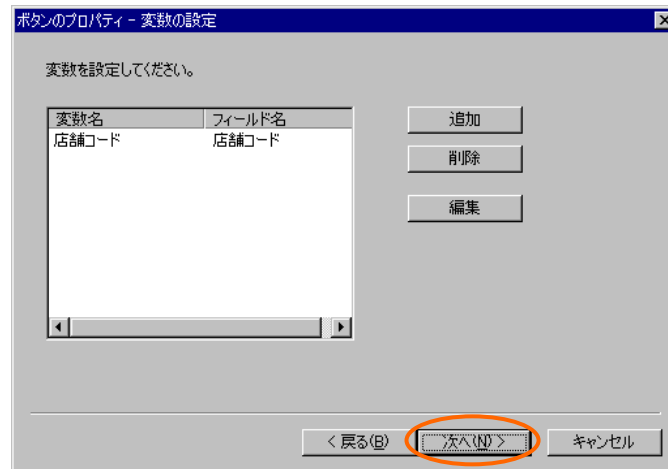 ボタンのプロパティ - 変数の設定
変数を設定してください。
変数名 フィールド名
店舗コード 店舗コード
追加
削除
編集
< 戻る(B) 次へ(N) > キャンセル